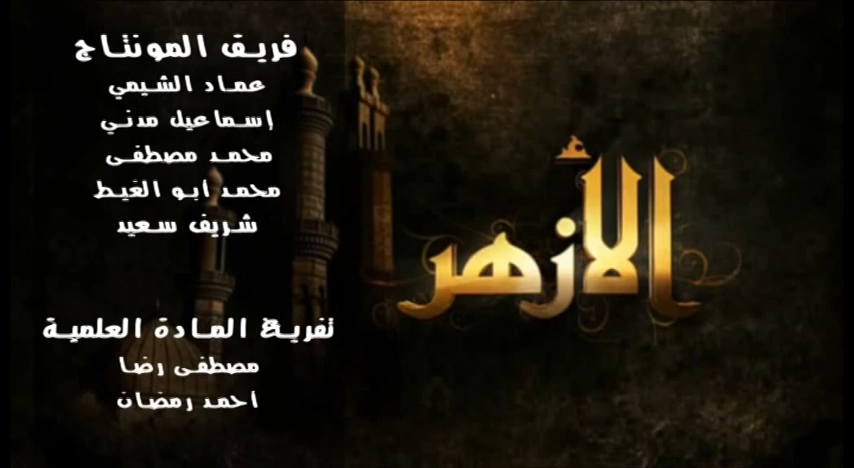 فريق المونتاج
عماد الشيمي
إسماعيل مدني
محمد مصطفى
محمد ابو الغيط
شريف سعيد
الأزهر
تفريغ المادة العلمية
مصطفى رضا
احمد رمضان